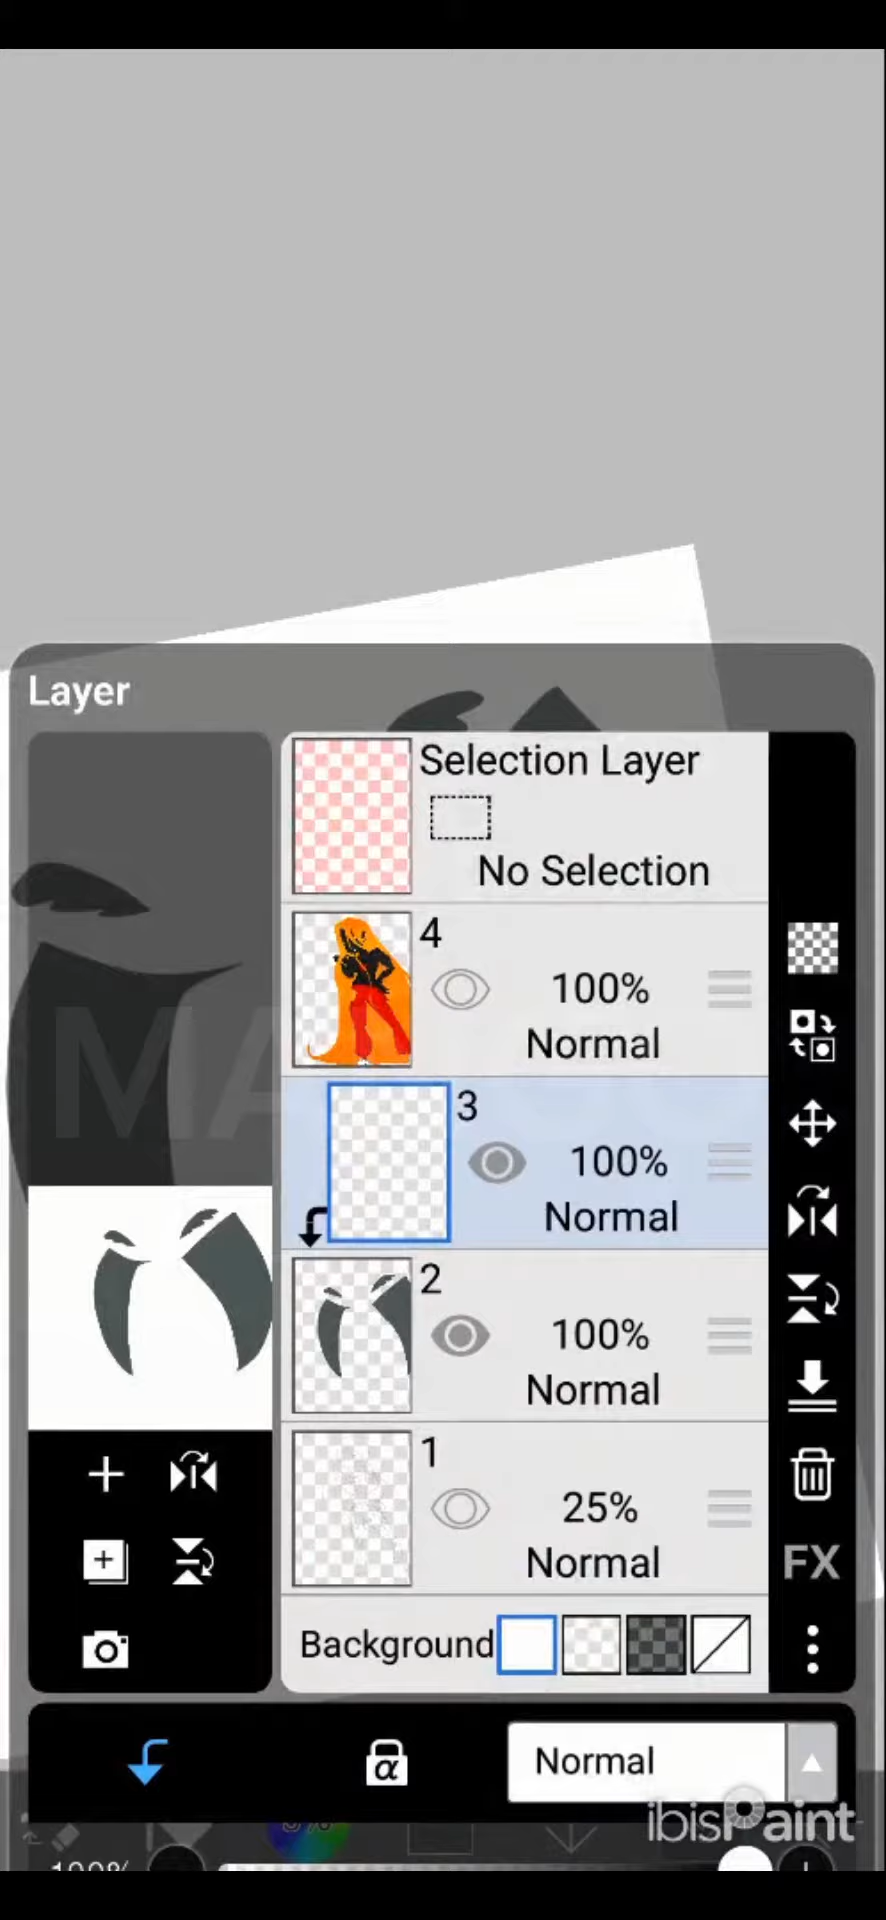 Layer
Selection Layer
No Selection
4
100%
Normal
3
100%
Normal
2
100%
Normal
1
25%
Normal
FX
Background
α
Normal
ibisPaint
100%